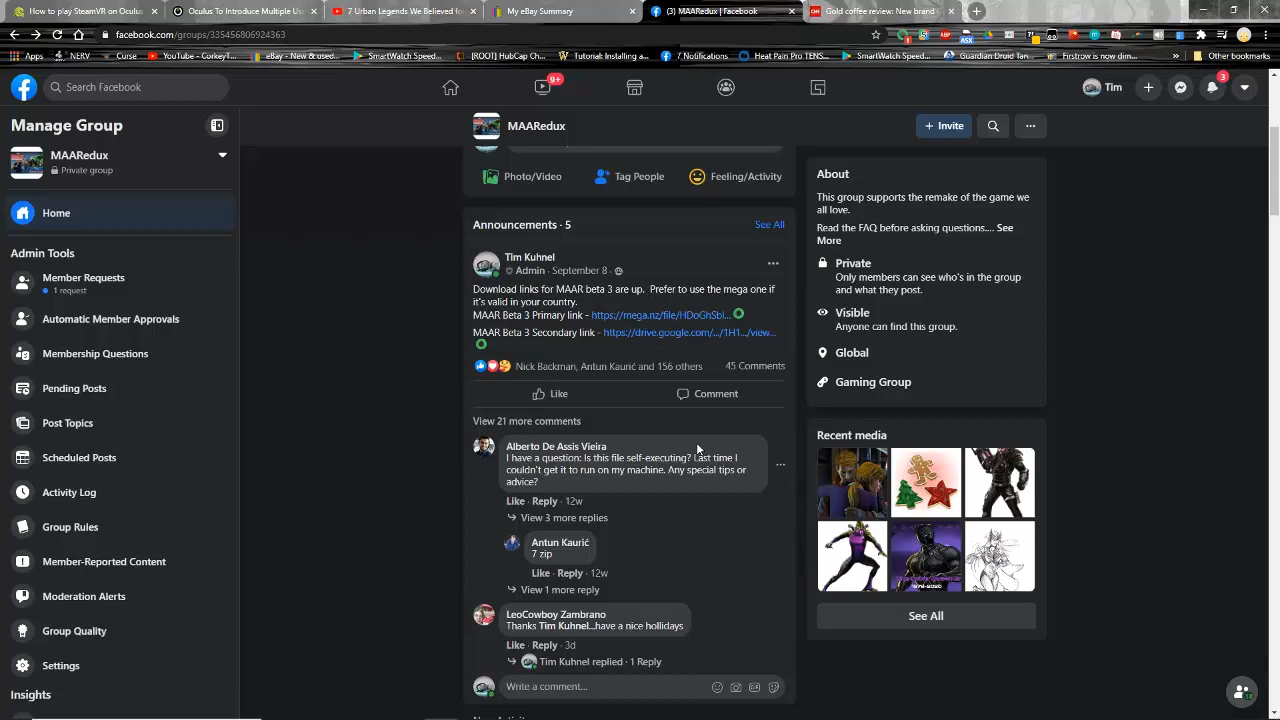 How to play SteamVR on Oculus
Oculus To Introduce Multiple Use
7 Urban Legends We Believed fo
My eBay Summary
(3) MAARedux | Facebook
Gold coffee review: New brand
facebook.com/groups/335456806924363
Apps
NERV
Curse
YouTube - CorkeyT...
eBay - New & used...
SmartWatch Speed...
[ROOT] HubCap Ch...
Tutorial: Installing a...
7 Notifications
Heat Pain PRO TENS...
SmartWatch Speed...
Guardian Druid Tan...
Firstrow is now dim...
Other bookmarks
Search Facebook
9+
Tim
3
Manage Group
MAARedux
Private group
Home
Admin Tools
Member Requests
1 request
Automatic Member Approvals
Membership Questions
Pending Posts
Post Topics
Scheduled Posts
Activity Log
Group Rules
Member-Reported Content
Moderation Alerts
Group Quality
Settings
Insights
MAARedux
+ Invite
Photo/Video
Tag People
Feeling/Activity
Announcements · 5
See All
Tim Kuhnel
Admin · September 8 ·
Download links for MAAR beta 3 are up. Prefer to use the mega one if
it's valid in your country.
MAAR Beta 3 Primary link - https://mega.nz/file/HDoGhSbI...
MAAR Beta 3 Secondary link - https://drive.google.com/.../1H1.../view...
Nick Backman, Antun Kaurić and 156 others
45 Comments
Like
Comment
View 21 more comments
Alberto De Assis Vieira
I have a question: Is this file self-executing? Last time I
couldn't get it to run on my machine. Any special tips or
advice?
Like · Reply · 12w
View 3 more replies
Antun Kaurić
7 zip
Like · Reply · 12w
View 1 more reply
LeoCowboy Zambrano
Thanks Tim Kuhnel...have a nice hollidays
Like · Reply · 3d
Tim Kuhnel replied · 1 Reply
Write a comment...
About
This group supports the remake of the game we
all love.
Read the FAQ before asking questions.... See
More
Private
Only members can see who's in the group
and what they post.
Visible
Anyone can find this group.
Global
Gaming Group
Recent media
See All